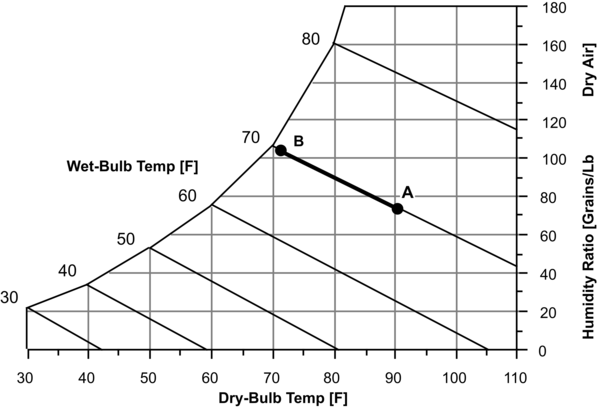 180
80
160
Dry Air]
140
120
70
B
100
Wet-Bulb Temp [F]
A
60
80
50
60
40
40
30
20
0
Humidity Ratio [Grains/Lb
30 40 50 60 70 80 90 100 110
Dry-Bulb Temp [F]